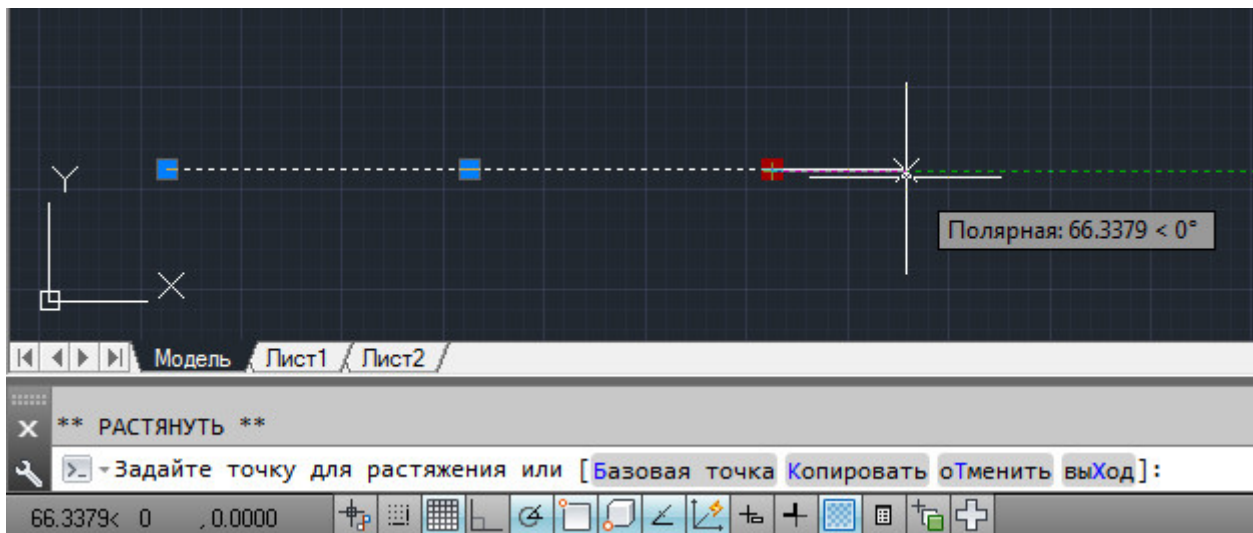 Y
X
Полярная: 66.3379 < 0°
Модель Лист1 Лист2
** РАСТЯНУТЬ **
Задайте точку для растяжения или [Базовая точка Копировать оТменить выХод]:
66.3379< 0 , 0.0000